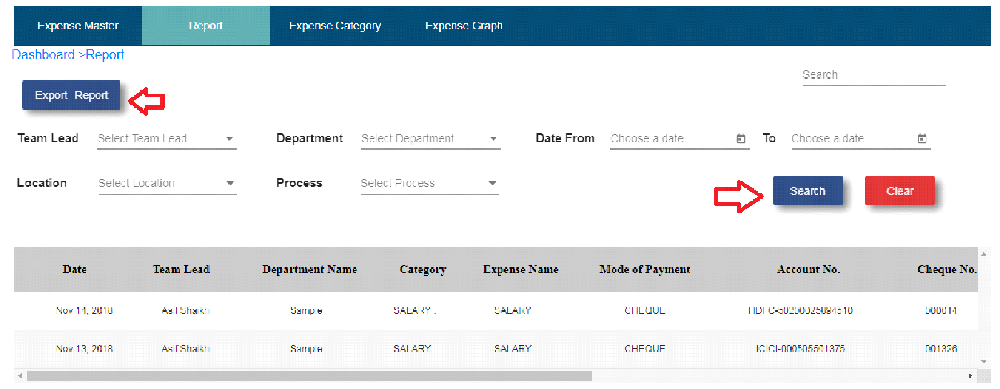 Expense Master Report Expense Category Expense Graph
Dashboard >Report
Search
Export Report
Team Lead Select Team Lead Department Select Department Date From Choose a date To Choose a date
Location Select Location Process Select Process
Search Clear
Date Team Lead Department Name Category Expense Name Mode of Payment Account No. Cheque No.
Nov 14, 2018 Asif Shaikh Sample SALARY . SALARY CHEQUE HDFC-50200025894510 000014
Nov 13, 2018 Asif Shaikh Sample SALARY . SALARY CHEQUE ICICI-000505501375 001326